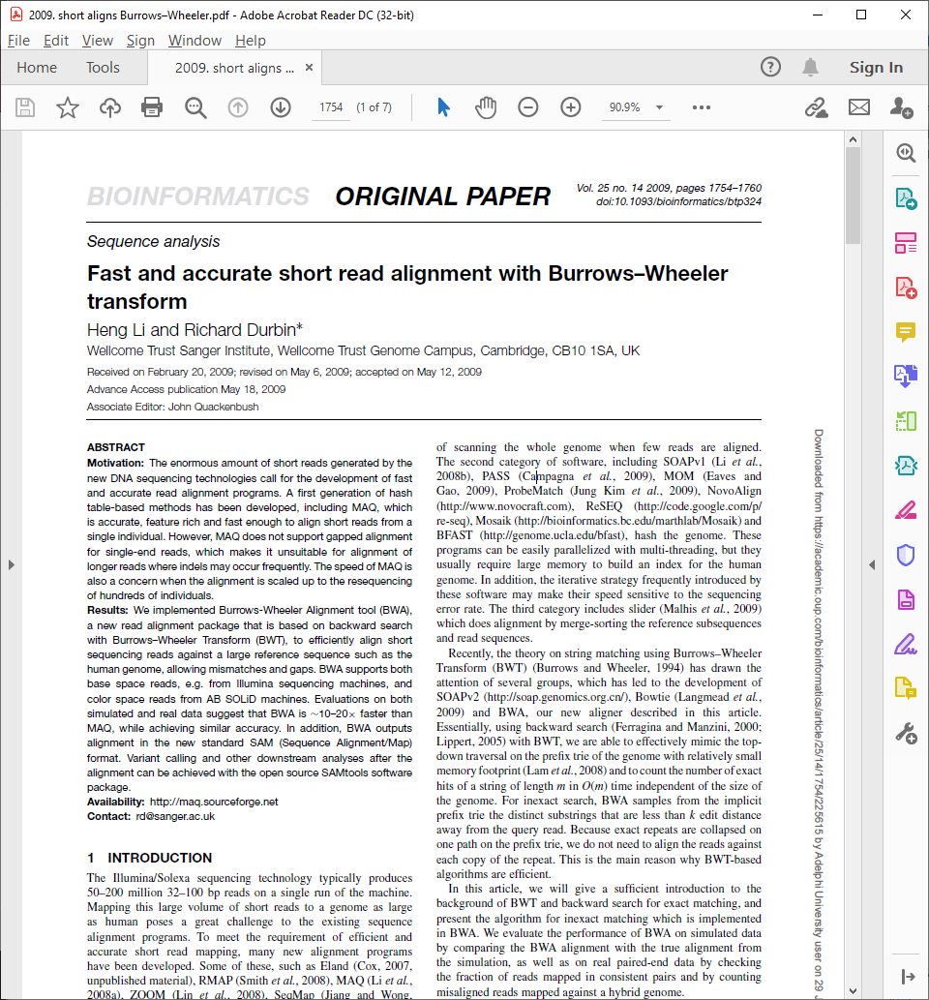 2009. short aligns Burrows–Wheeler.pdf - Adobe Acrobat Reader DC (32-bit)
File Edit View Sign Window Help
Home Tools 2009. short aligns ... × Sign In
1754 (1 of 7) 90.9%
BIOINFORMATICS ORIGINAL PAPER
Vol. 25 no. 14 2009, pages 1754–1760
doi:10.1093/bioinformatics/btp324
Sequence analysis
Fast and accurate short read alignment with Burrows–Wheeler
transform
Heng Li and Richard Durbin*
Wellcome Trust Sanger Institute, Wellcome Trust Genome Campus, Cambridge, CB10 1SA, UK
Received on February 20, 2009; revised on May 6, 2009; accepted on May 12, 2009
Advance Access publication May 18, 2009
Associate Editor: John Quackenbush
ABSTRACT
Motivation: The enormous amount of short reads generated by the
new DNA sequencing technologies call for the development of fast
and accurate read alignment programs. A first generation of hash
table-based methods has been developed, including MAQ, which
is accurate, feature rich and fast enough to align short reads from a
single individual. However, MAQ does not support gapped alignment
for single-end reads, which makes it unsuitable for alignment of
longer reads where indels may occur frequently. The speed of MAQ is
also a concern when the alignment is scaled up to the resequencing
of hundreds of individuals.
Results: We implemented Burrows-Wheeler Alignment tool (BWA),
a new read alignment package that is based on backward search
with Burrows–Wheeler Transform (BWT), to efficiently align short
sequencing reads against a large reference sequence such as the
human genome, allowing mismatches and gaps. BWA supports both
base space reads, e.g. from Illumina sequencing machines, and
color space reads from AB SOLiD machines. Evaluations on both
simulated and real data suggest that BWA is ~10–20× faster than
MAQ, while achieving similar accuracy. In addition, BWA outputs
alignment in the new standard SAM (Sequence Alignment/Map)
format. Variant calling and other downstream analyses after the
alignment can be achieved with the open source SAMtools software
package.
Availability: http://maq.sourceforge.net
Contact: rd@sanger.ac.uk
1 INTRODUCTION
The Illumina/Solexa sequencing technology typically produces
50–200 million 32–100 bp reads on a single run of the machine.
Mapping this large volume of short reads to a genome as large
as human poses a great challenge to the existing sequence
alignment programs. To meet the requirement of efficient and
accurate short read mapping, many new alignment programs
have been developed. Some of these, such as Eland (Cox, 2007,
unpublished material), RMAP (Smith et al., 2008), MAQ (Li et al.,
2008a), ZOOM (Lin et al., 2008), SeqMap (Jiang and Wong,
of scanning the whole genome when few reads are aligned.
The second category of software, including SOAPv1 (Li et al.,
2008b), PASS (Campagna et al., 2009), MOM (Eaves and
Gao, 2009), ProbeMatch (Jung Kim et al., 2009), NovoAlign
(http://www.novocraft.com), ReSEQ (http://code.google.com/p/
re-seq), Mosaik (http://bioinformatics.bc.edu/marthlab/Mosaik) and
BFAST (http://genome.ucla.edu/bfast), hash the genome. These
programs can be easily parallelized with multi-threading, but they
usually require large memory to build an index for the human
genome. In addition, the iterative strategy frequently introduced by
these software may make their speed sensitive to the sequencing
error rate. The third category includes slider (Malhis et al., 2009)
which does alignment by merge-sorting the reference subsequences
and read sequences.
Recently, the theory on string matching using Burrows–Wheeler
Transform (BWT) (Burrows and Wheeler, 1994) has drawn the
attention of several groups, which has led to the development of
SOAPv2 (http://soap.genomics.org.cn/), Bowtie (Langmead et al.,
2009) and BWA, our new aligner described in this article.
Essentially, using backward search (Ferragina and Manzini, 2000;
Lippert, 2005) with BWT, we are able to effectively mimic the top-
down traversal on the prefix trie of the genome with relatively small
memory footprint (Lam et al., 2008) and to count the number of exact
hits of a string of length m in O(m) time independent of the size of
the genome. For inexact search, BWA samples from the implicit
prefix trie the distinct substrings that are less than k edit distance
away from the query read. Because exact repeats are collapsed on
one path on the prefix trie, we do not need to align the reads against
each copy of the repeat. This is the main reason why BWT-based
algorithms are efficient.
In this article, we will give a sufficient introduction to the
background of BWT and backward search for exact matching, and
present the algorithm for inexact matching which is implemented
in BWA. We evaluate the performance of BWA on simulated data
by comparing the BWA alignment with the true alignment from
the simulation, as well as on real paired-end data by checking
the fraction of reads mapped in consistent pairs and by counting
misaligned reads mapped against a hybrid genome.
Downloaded from https://academic.oup.com/bioinformatics/article/25/14/1754/225615 by Adelphi University user on 29 J